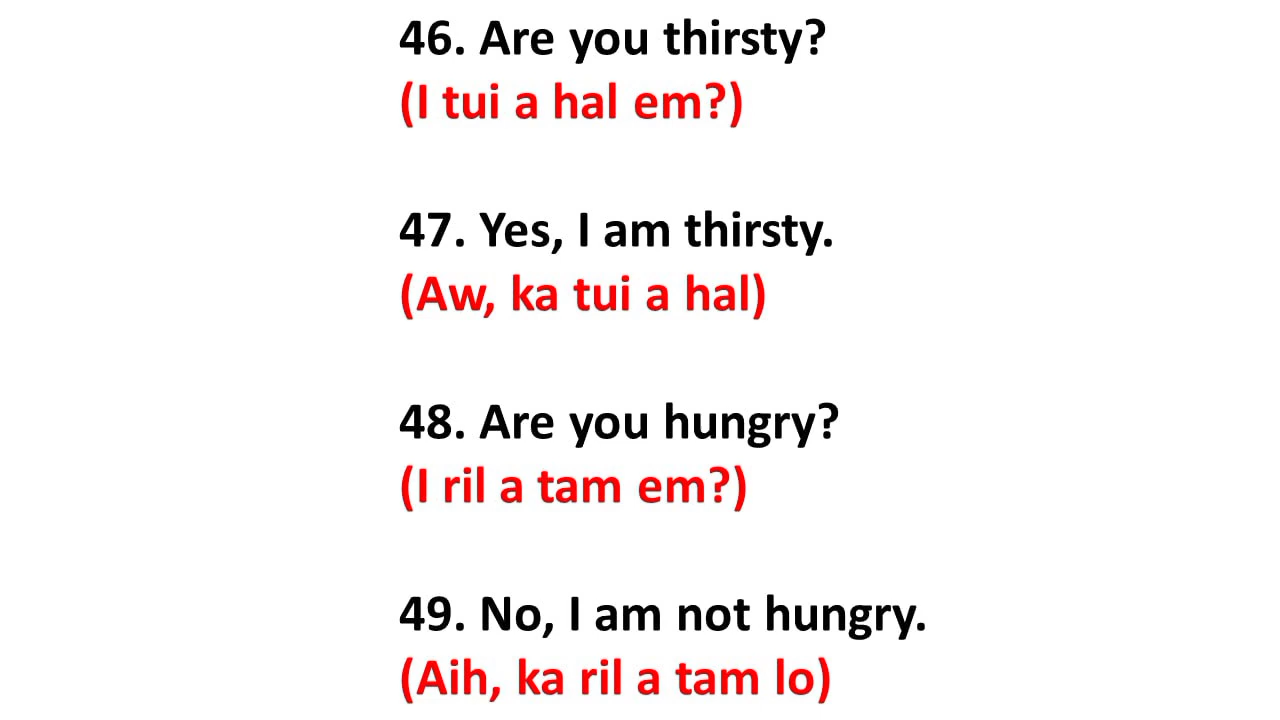 46. Are you thirsty?
(I tui a hal em?)
47. Yes, I am thirsty.
(Aw, ka tui a hal)
48. Are you hungry?
(I ril a tam em?)
49. No, I am not hungry.
(Aih, ka ril a tam lo)